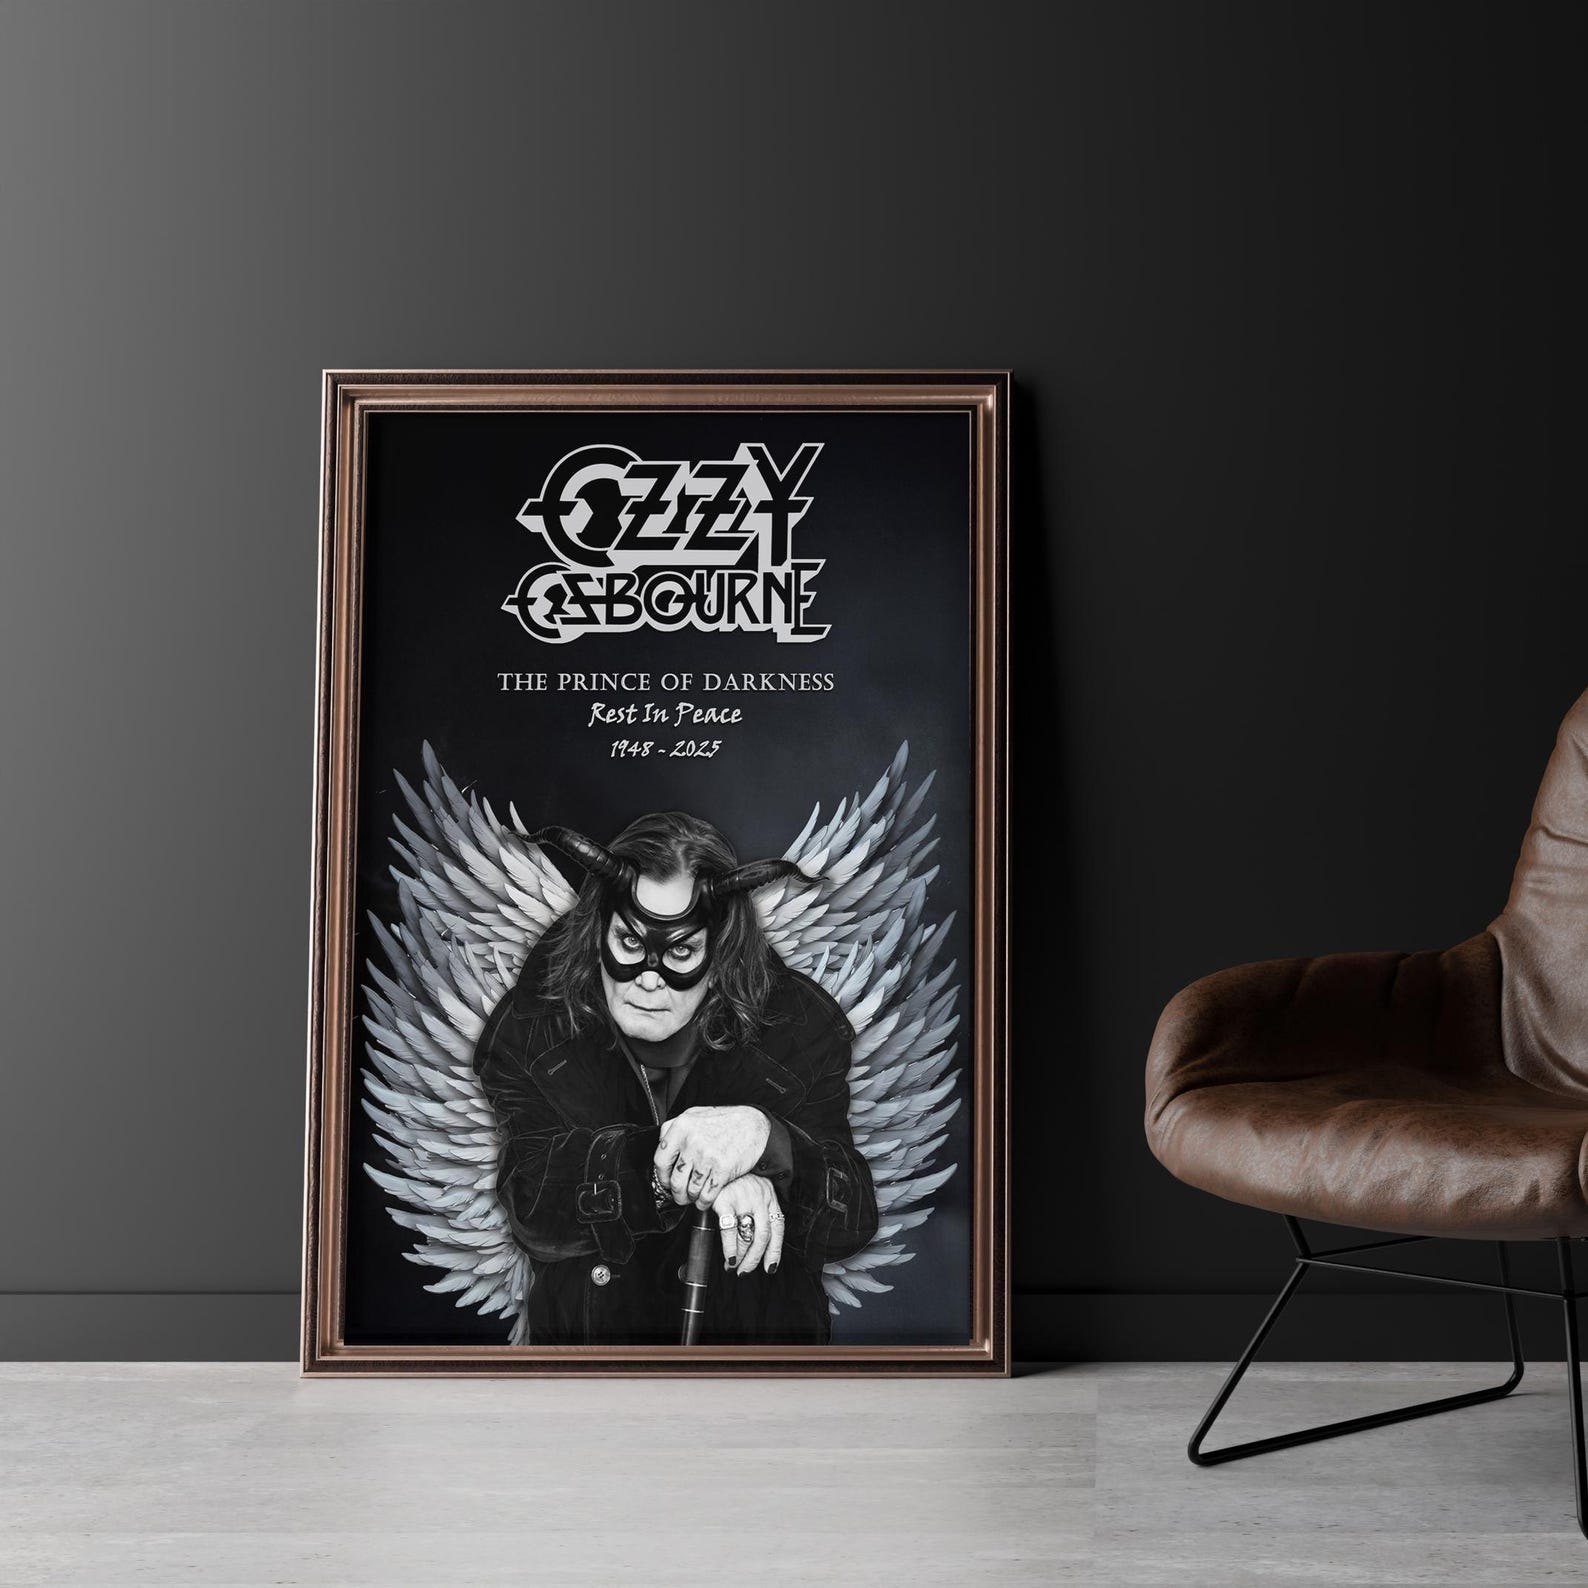 OZZY
OSBOURNE
THE PRINCE OF DARKNESS
Rest In Peace
1948 - 2025